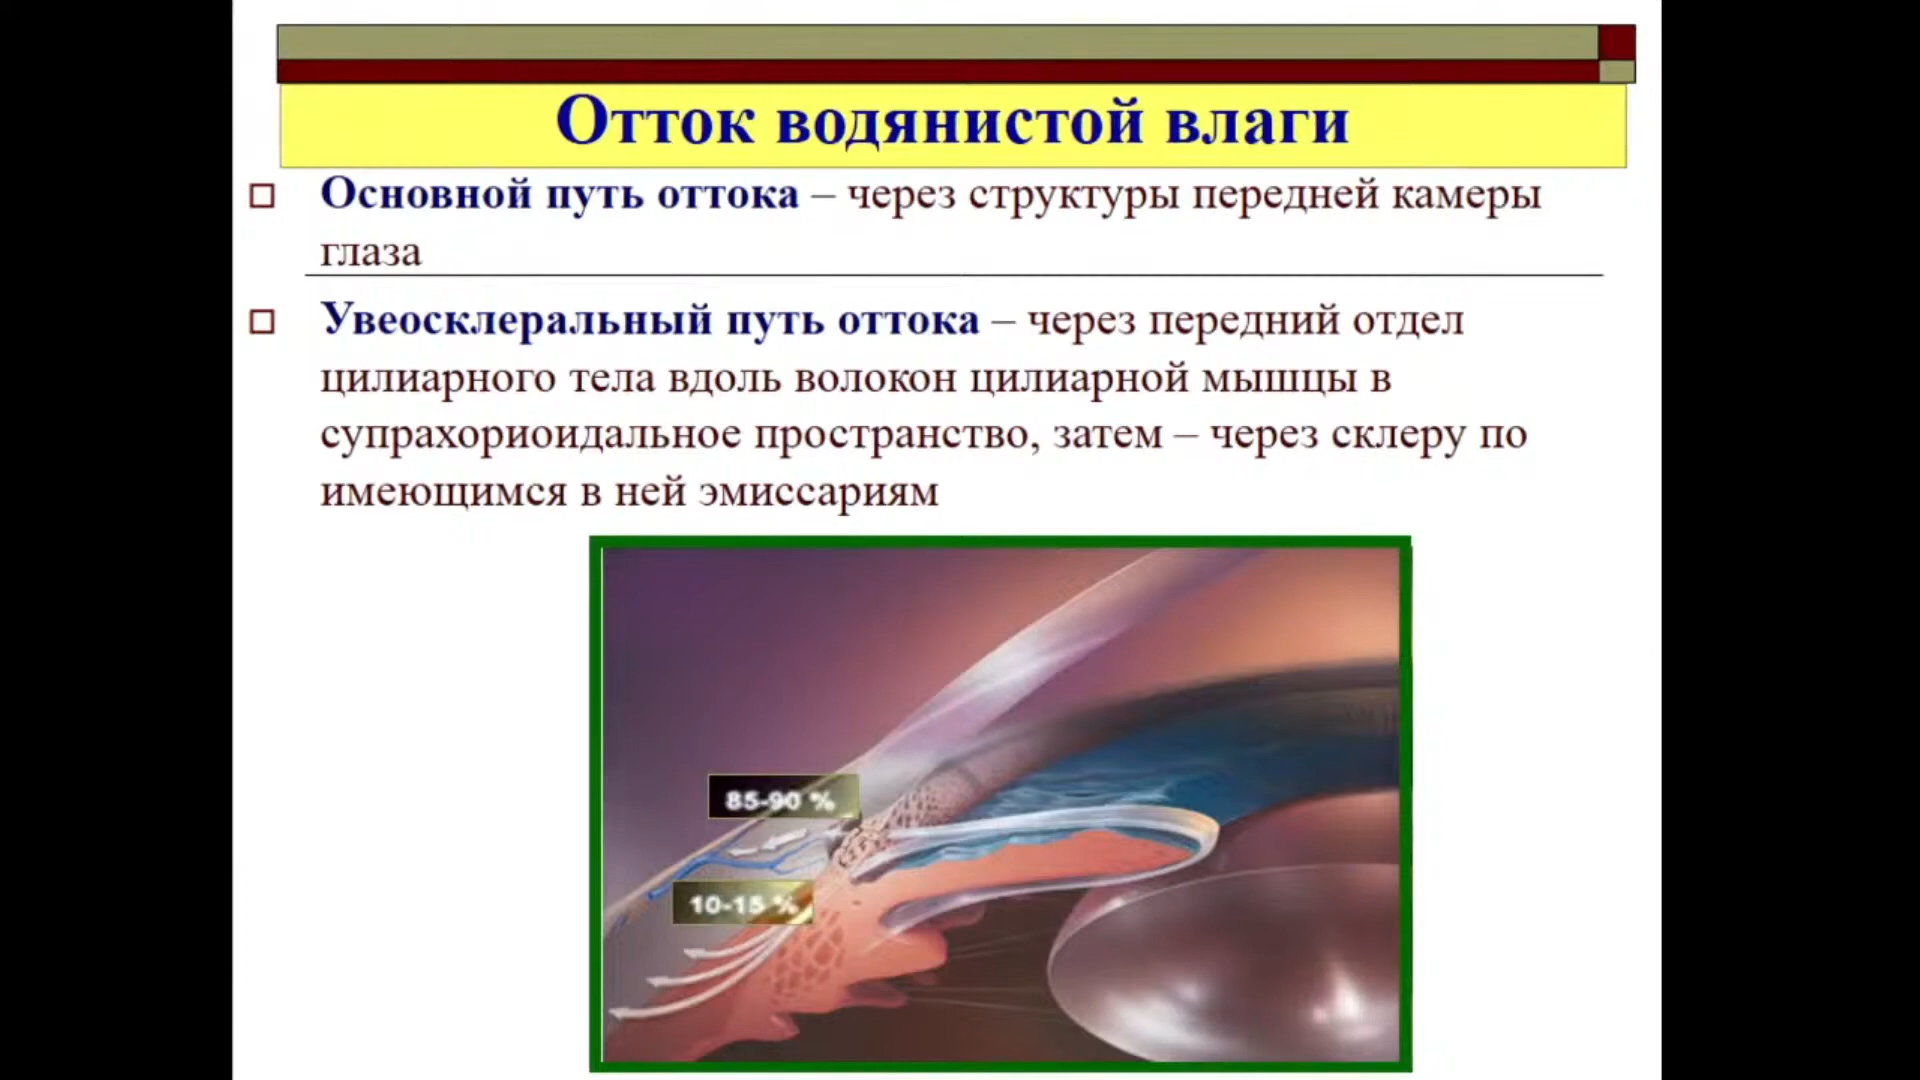 Отток водянистой влаги
Основной путь оттока – через структуры передней камеры
глаза
Увеосклеральный путь оттока – через передний отдел
цилиарного тела вдоль волокон цилиарной мышцы в
супрахориоидальное пространство, затем – через склеру по
имеющимся в ней эмиссариям
85-90 %
10-15 %